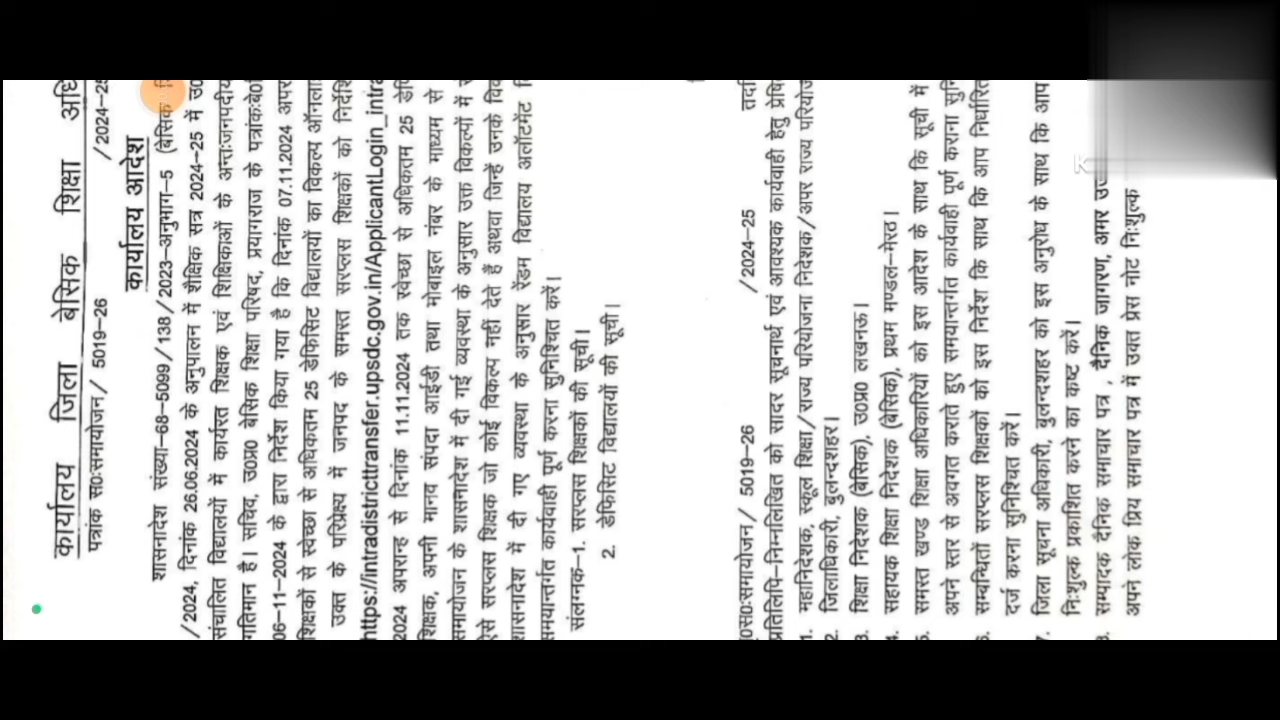 कार्यालय जिला बेसिक शिक्षा अधि
पत्रांक स0:समायोजन/ 5019-26 /2024-25
कार्यालय आदेश
शासनादेश संख्या-68-5099/138/2023-अनुभाग-5 (बेसिक
/2024, दिनांक 26.06.2024 के अनुपालन में शैक्षिक सत्र 2024-25 में उ0
संचालित विद्यालयों में कार्यरत शिक्षक एवं शिक्षिकाओं के अन्तःजनपदीय
गतिमान है। सचिव, उ0प्र0 बेसिक शिक्षा परिषद, प्रयागराज के पत्रांक:बे0
06-11-2024 के द्वारा निर्देश किया गया है कि दिनांक 07.11.2024 अपर
शिक्षकों से स्वेच्छा से अधिकतम 25 डेफिसिट विद्यालयों का विकल्प ऑनला
उक्त के परिप्रेक्ष्य में जनपद के समस्त सरप्लस शिक्षकों को निर्देशि
https://intradistricttransfer.upsdc.gov.in/ApplicantLogin_intra
2024 अपरान्ह से दिनांक 11.11.2024 तक स्वेच्छा से अधिकतम 25 डेफि
शिक्षक, अपनी मानव संपदा आईडी तथा मोबाइल नंबर के माध्यम से
समायोजन के शासनादेश में दी गई व्यवस्था के अनुसार उक्त विकल्पों में
ऐसे सरप्लस शिक्षक जो कोई विकल्प नहीं देते हैं अथवा जिन्हें उनके विक
शासनादेश में दी गए व्यवस्था के अनुसार रेंडम विद्यालय अलॉटमेंट
समयान्तर्गत कार्यवाही पूर्ण करना सुनिश्चित करें।
संलग्नक-1. सरप्लस शिक्षकों की सूची।
2. डेफिसिट विद्यालयों की सूची।
0स0:समायोजन/ 5019-26 /2024-25 तददि
प्रतिलिपि-निम्नलिखित को सादर सूचनार्थ एवं आवश्यक कार्यवाही हेतु प्रेषि
1. महानिदेशक, स्कूल शिक्षा/राज्य परियोजना निदेशक/अपर राज्य परियोज
2. जिलाधिकारी, बुलन्दशहर।
3. शिक्षा निदेशक (बेसिक), उ0प्र0 लखनऊ।
4. सहायक शिक्षा निदेशक (बेसिक), प्रथम मण्डल-मेरठ।
5. समस्त खण्ड शिक्षा अधिकारियों को इस आदेश के साथ कि सूची में
अपने स्तर से अवगत कराते हुए समयान्तर्गत कार्यवाही पूर्ण कराना सुनि
6. सम्बन्धितों सरप्लस शिक्षकों को इस निर्देश कि साथ कि आप निर्धारित
दर्ज करना सुनिश्चित करें।
7. जिला सूचना अधिकारी, बुलन्दशहर को इस अनुरोध के साथ कि आप
नि:शुल्क प्रकाशित करने का कष्ट करें।
8. सम्पादक दैनिक समाचार पत्र , दैनिक जागरण, अमर उज
अपने लोक प्रिय समाचार पत्र में उक्त प्रेस नोट नि:शुल्क
K